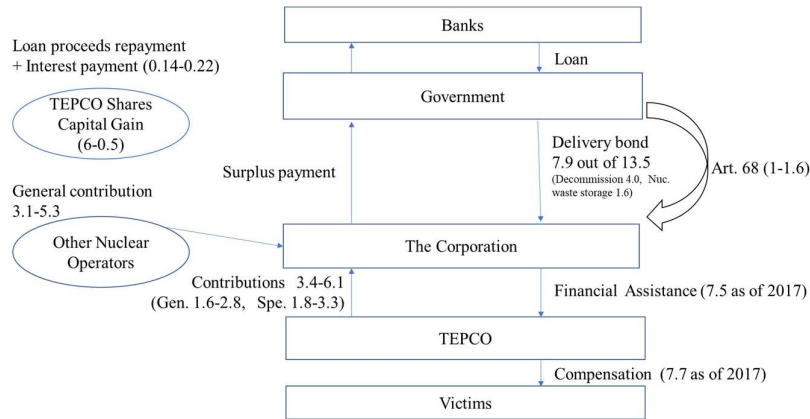 Banks
Loan proceeds repayment
+ Interest payment (0.14-0.22)
Loan
TEPCO Shares
Capital Gain
(6-0.5)
Government
Delivery bond
7.9 out of 13.5
(Decommission 4.0, Nuc.
waste storage 1.6)
Art. 68 (1-1.6)
Surplus payment
General contribution
3.1-5.3
Other Nuclear
Operators
The Corporation
Contributions 3.4-6.1
(Gen. 1.6-2.8, Spe. 1.8-3.3)
Financial Assistance (7.5 as of 2017)
TEPCO
Compensation (7.7 as of 2017)
Victims